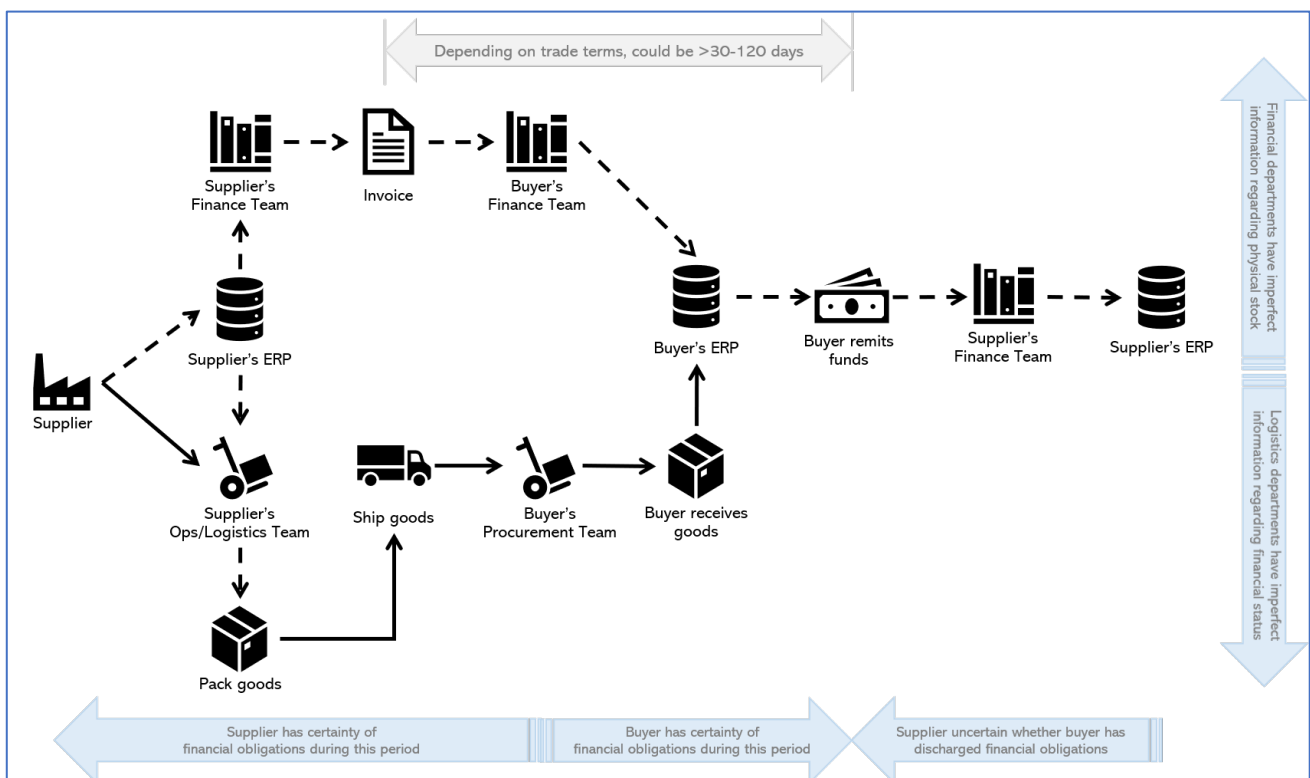 Depending on trade terms, could be >30-120 days
Supplier's
Finance Team
Invoice
Buyer's
Finance Team
Supplier's ERP
Buyer's ERP
Buyer remits
funds
Supplier's
Finance Team
Supplier's ERP
Supplier
Supplier's
Ops/Logistics Team
Ship goods
Buyer's
Procurement Team
Buyer receives
goods
Pack goods
Financial departments have imperfect
information regarding physical stock
Logistics departments have imperfect
information regarding financial status
Supplier has certainty of
financial obligations during this period
Buyer has certainty of
financial obligations during this period
Supplier uncertain whether buyer has
discharged financial obligations